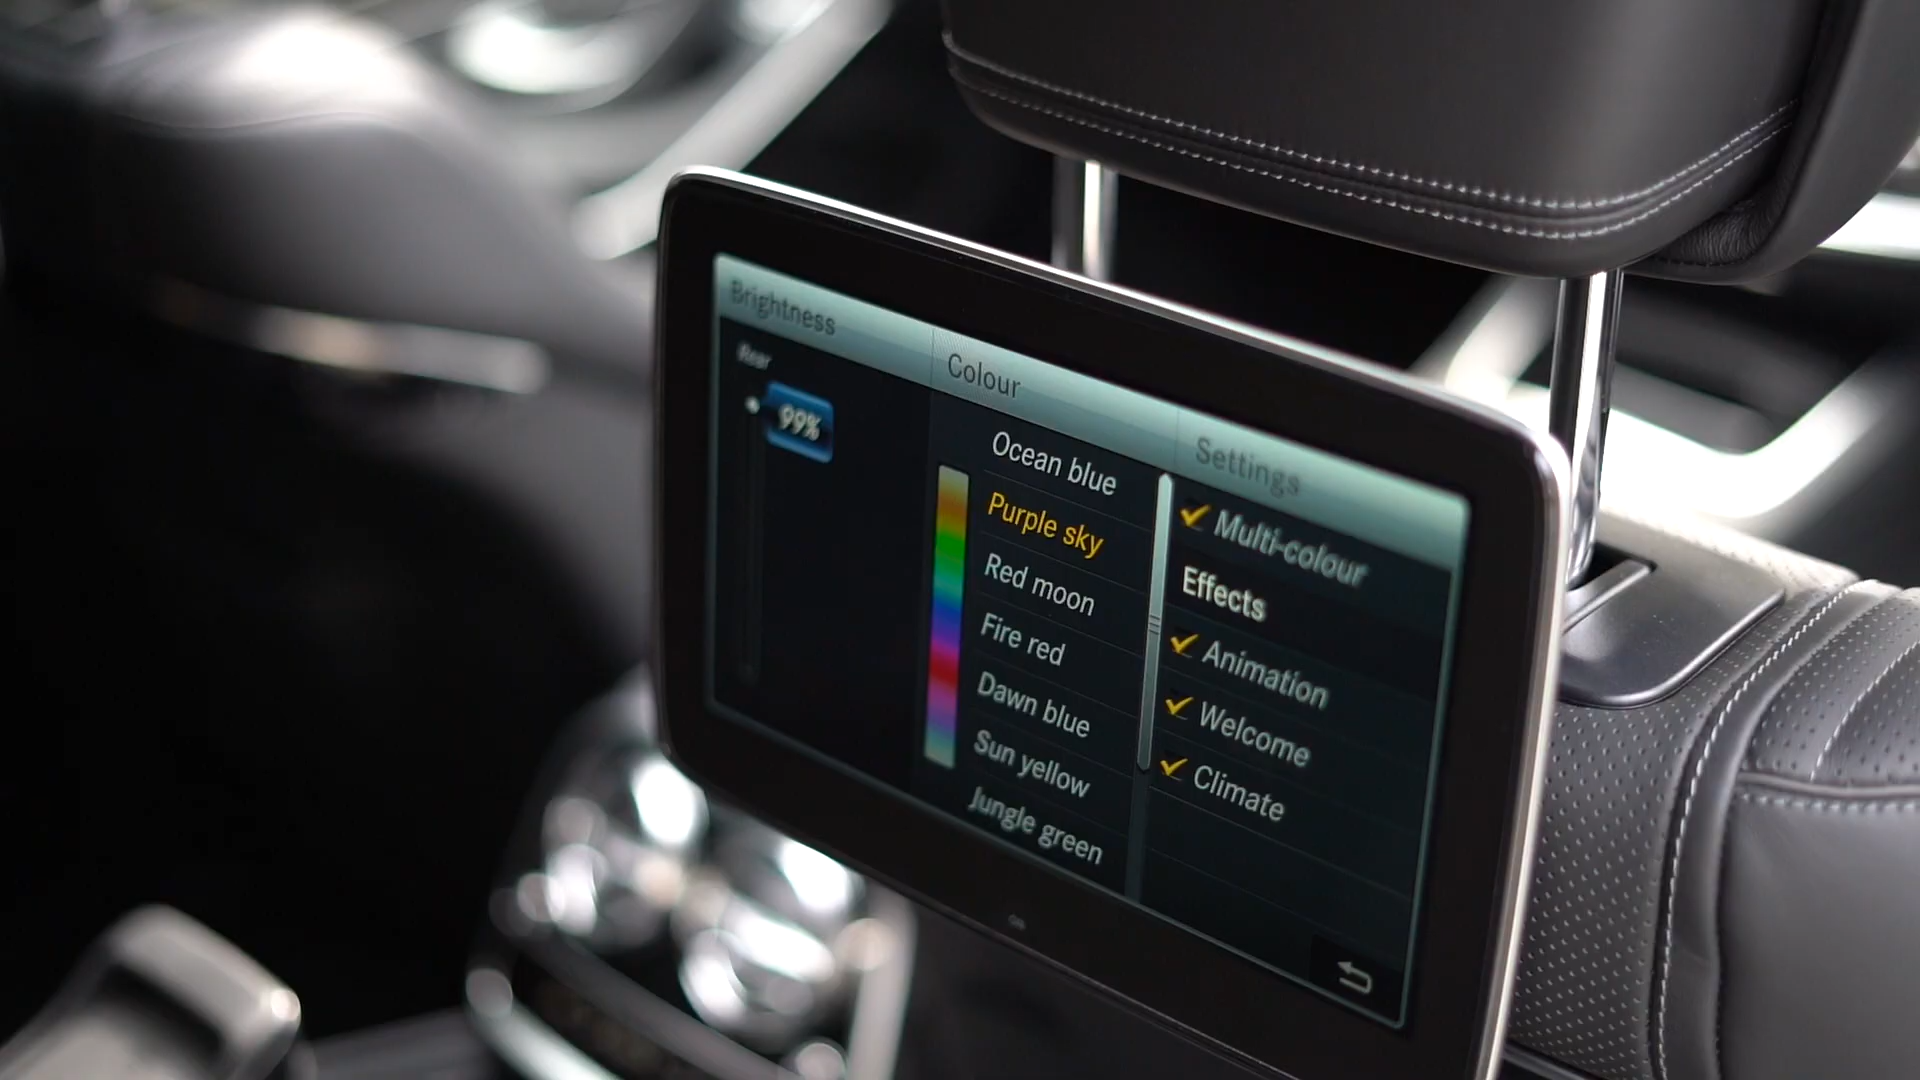 Brightness
Rear
99%
Colour
Ocean blue
Purple sky
Red moon
Fire red
Dawn blue
Sun yellow
Jungle green
Settings
Multi-colour
Effects
Animation
Welcome
Climate